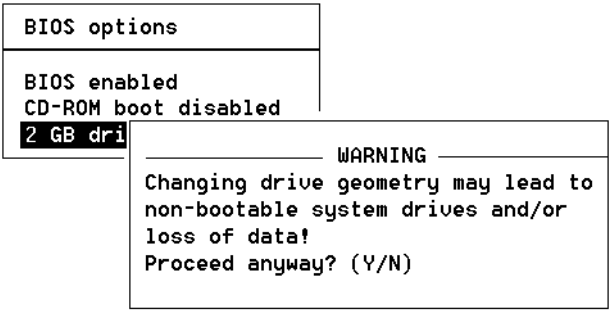 BIOS options
BIOS enabled
CD-ROM boot disabled
2 GB dri
WARNING
Changing drive geometry may lead to
non-bootable system drives and/or
loss of data!
Proceed anyway? (Y/N)